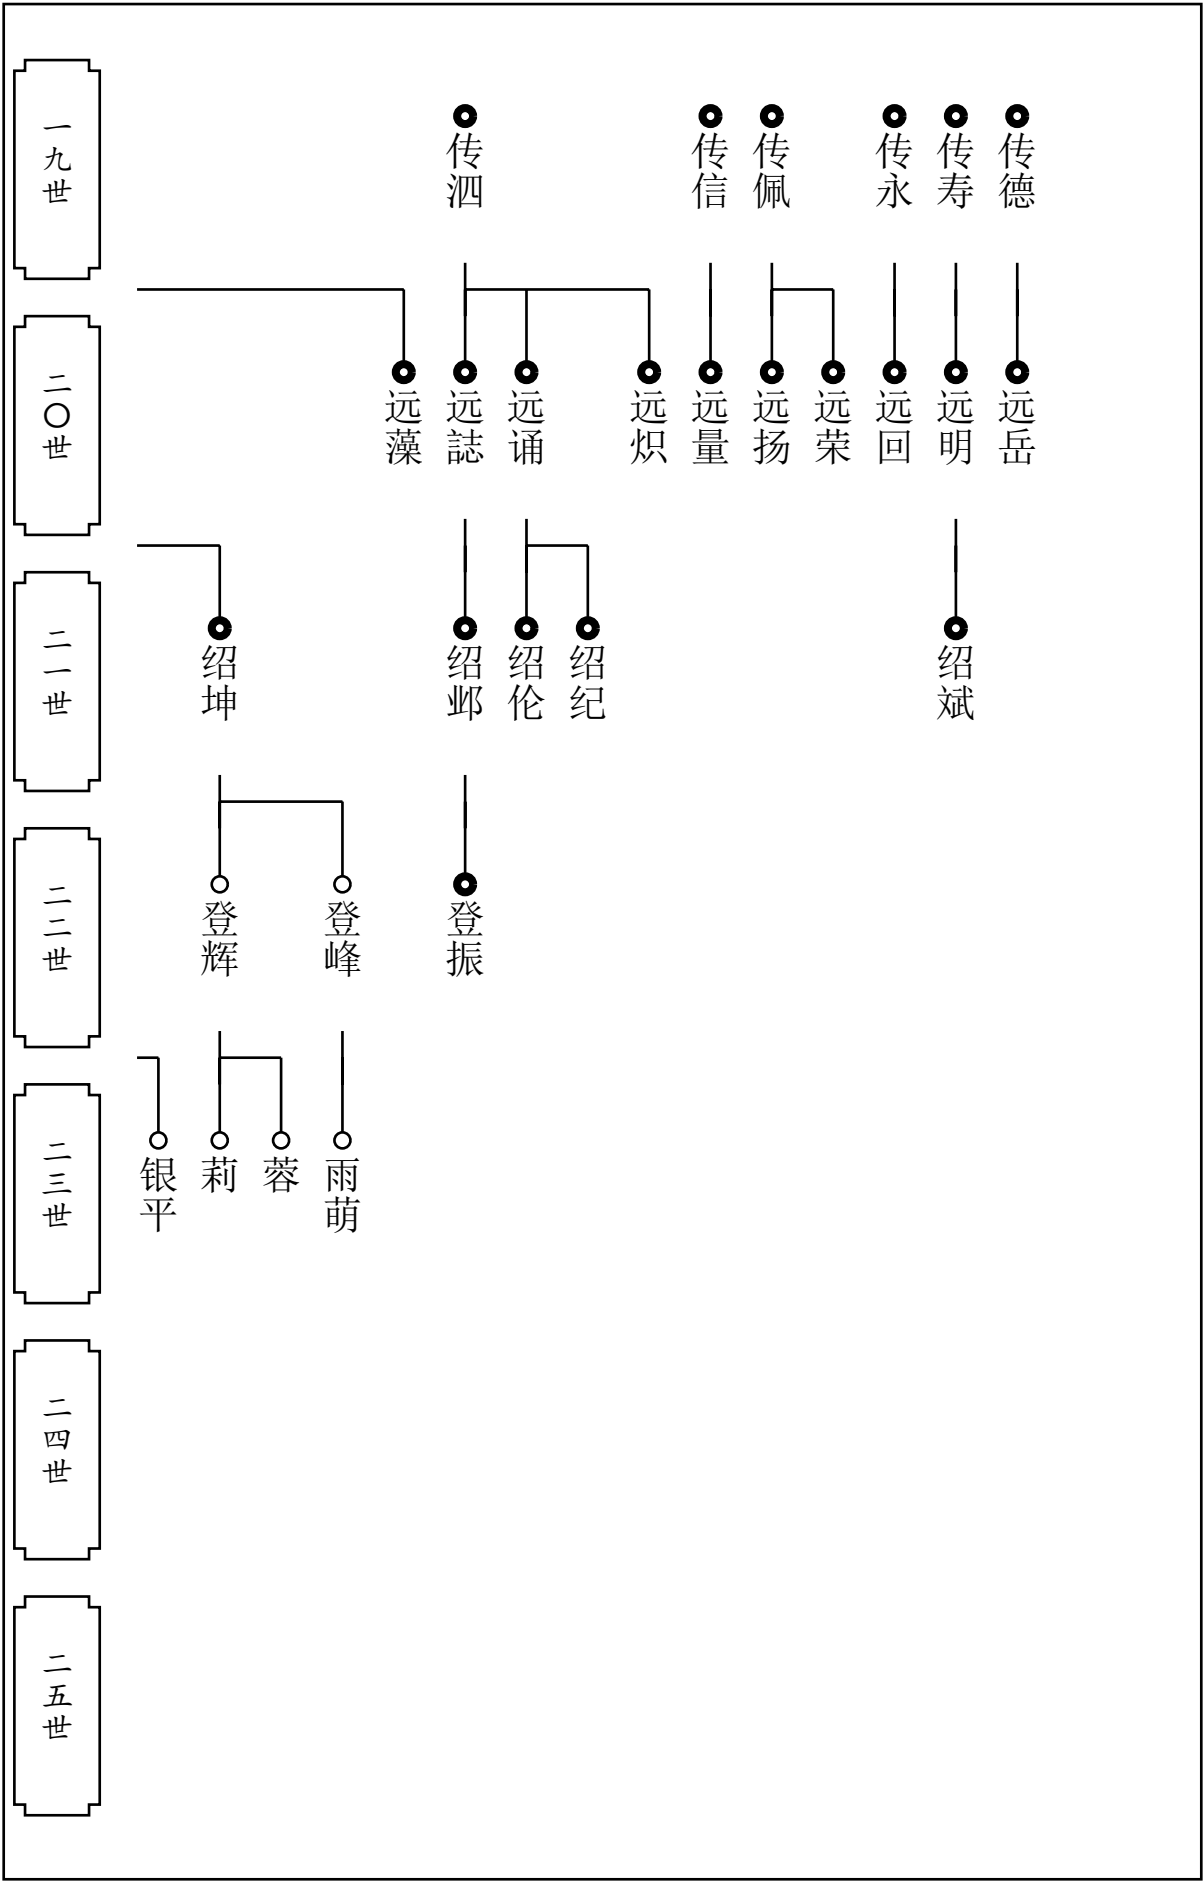 一九世
传德
传寿
传永
传佩
传信
传泗
二〇世
远岳
远明
远回
远荣
远扬
远量
远炽
远诵
远誌
远藻
二一世
绍斌
绍纪
绍伦
绍邺
绍坤
二二世
登振
登峰
登辉
二三世
雨萌
蓉
莉
银平
二四世
二五世